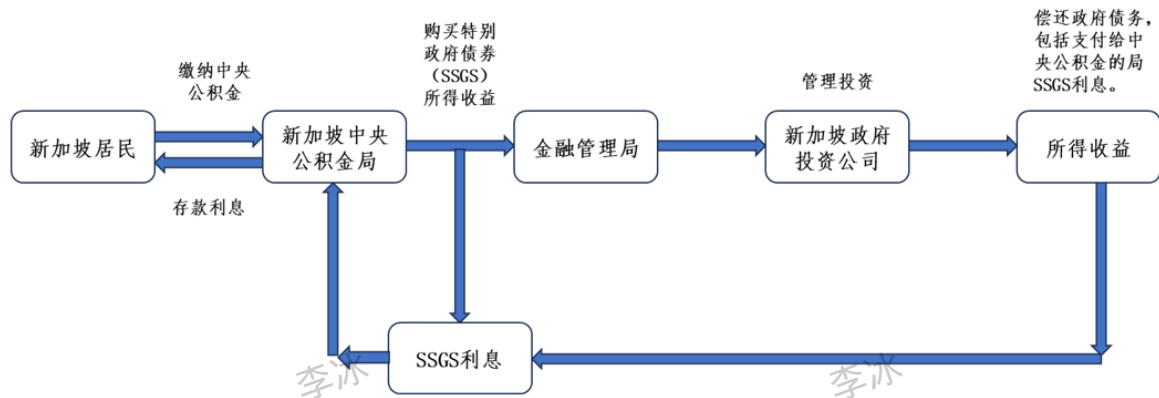 缴纳中央
公积金
购买特别
政府债券
（SSGS）
所得收益
管理投资
偿还政府债务，
包括支付给中
央公积金的局
SSGS利息。
新加坡居民
新加坡中央
公积金局
金融管理局
新加坡政府
投资公司
所得收益
存款利息
SSGS利息
李冰
李冰